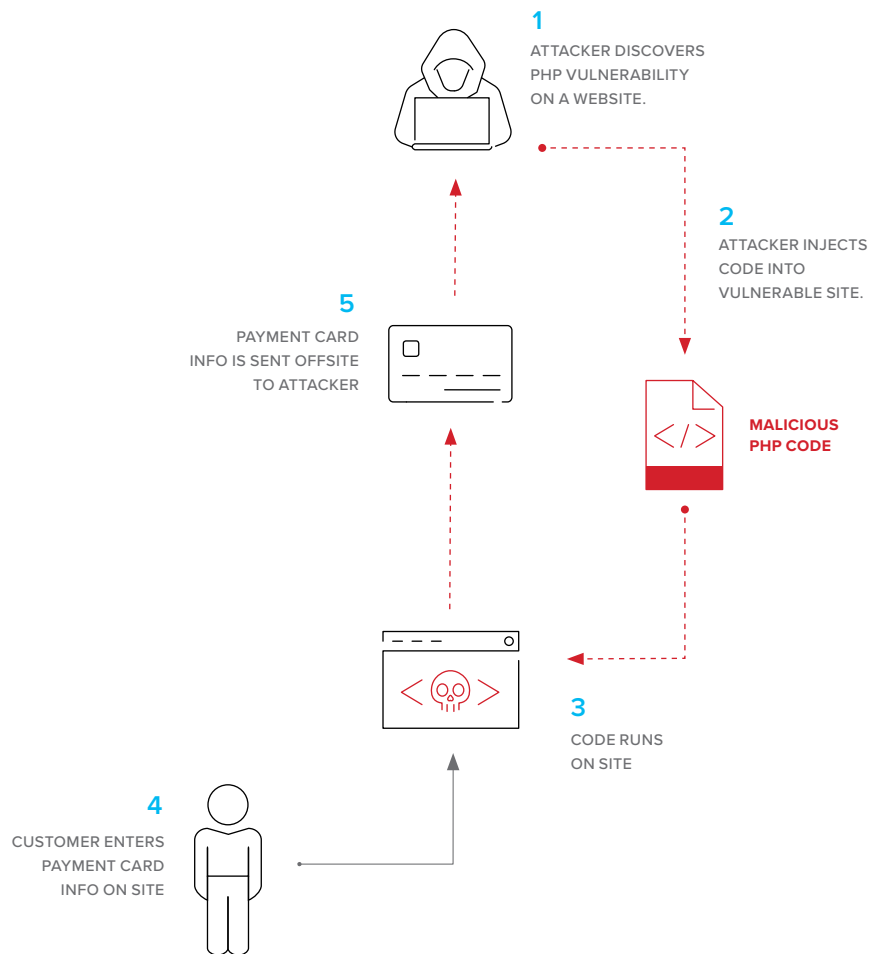 1
ATTACKER DISCOVERS
PHP VULNERABILITY
ON A WEBSITE.
2
ATTACKER INJECTS
CODE INTO
VULNERABLE SITE.
MALICIOUS
PHP CODE
</>
3
CODE RUNS
ON SITE
4
CUSTOMER ENTERS
PAYMENT CARD
INFO ON SITE
5
PAYMENT CARD
INFO IS SENT OFFSITE
TO ATTACKER